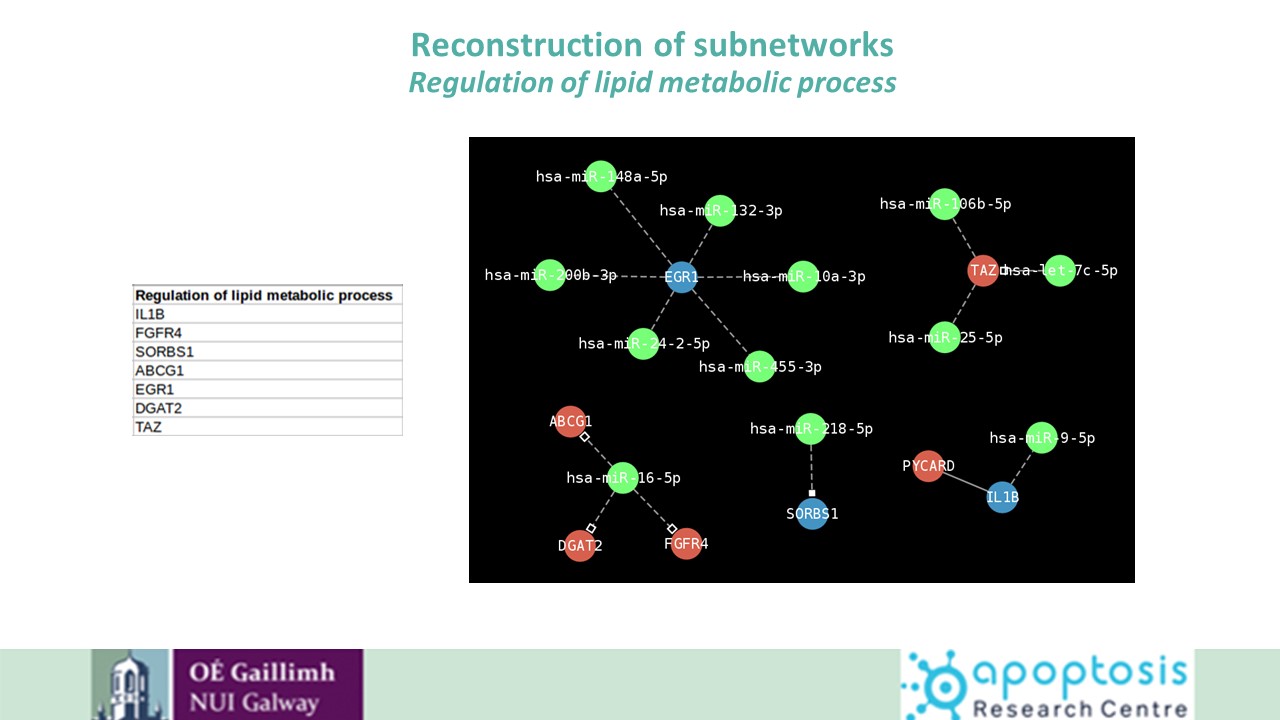 Reconstruction of subnetworks
Regulation of lipid metabolic process
Regulation of lipid metabolic process
IL1B
FGFR4
SORBS1
ABCG1
EGR1
DGAT2
TAZ
hsa-miR-148a-5p
hsa-miR-132-3p
hsa-miR-200b-3p
EGR1
hsa-miR-10a-3p
hsa-miR-24-2-5p
hsa-miR-455-3p
hsa-miR-106b-5p
TAZ
hsa-let-7c-5p
hsa-miR-25-5p
ABCG1
hsa-miR-16-5p
DGAT2
FGFR4
hsa-miR-218-5p
SORBS1
hsa-miR-9-5p
PYCARD
IL1B
OÉ Gaillimh
NUI Galway
apoptosis
Research Centre